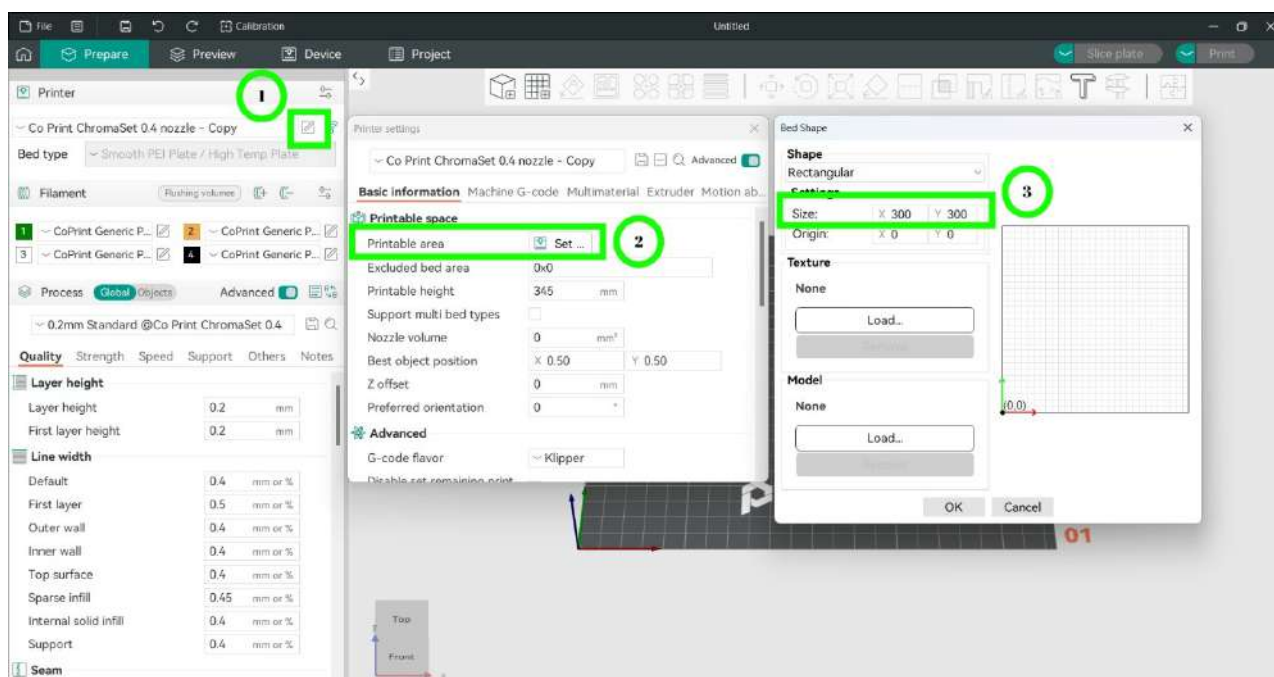 File
Calibration
Untitled
Prepare
Preview
Device
Project
Slice plate
Print
Printer
1
Co Print ChromaSet 0.4 nozzle - Copy
Bed type
Smooth PEI Plate / High Temp Plate
Filament
Flushing volumes
1 CoPrint Generic P...
2 CoPrint Generic P...
3 CoPrint Generic P...
4 CoPrint Generic P...
Process Global Objects Advanced
0.2mm Standard @Co Print ChromaSet 0.4
Quality Strength Speed Support Others Notes
Layer height
Layer height 0.2 mm
First layer height 0.2 mm
Line width
Default 0.4 mm or %
First layer 0.5 mm or %
Outer wall 0.4 mm or %
Inner wall 0.4 mm or %
Top surface 0.4 mm or %
Sparse infill 0.45 mm or %
Internal solid infill 0.4 mm or %
Support 0.4 mm or %
Seam
Printer settings
Co Print ChromaSet 0.4 nozzle - Copy
Advanced
Basic information Machine G-code Multimaterial Extruder Motion ab...
Printable space
Printable area Set ...
2
Excluded bed area 0x0
Printable height 345 mm
Support multi bed types
Nozzle volume 0 mm³
Best object position X 0.50 Y 0.50
Z offset 0 mm
Preferred orientation 0 °
Advanced
G-code flavor Klipper
Disable set remaining print
Bed Shape
Shape
Rectangular
Settings
Size: X 300 Y 300
3
Origin: X 0 Y 0
Texture
None
Load...
Model
None
Load...
(0,0)
OK Cancel
01
Top
Front